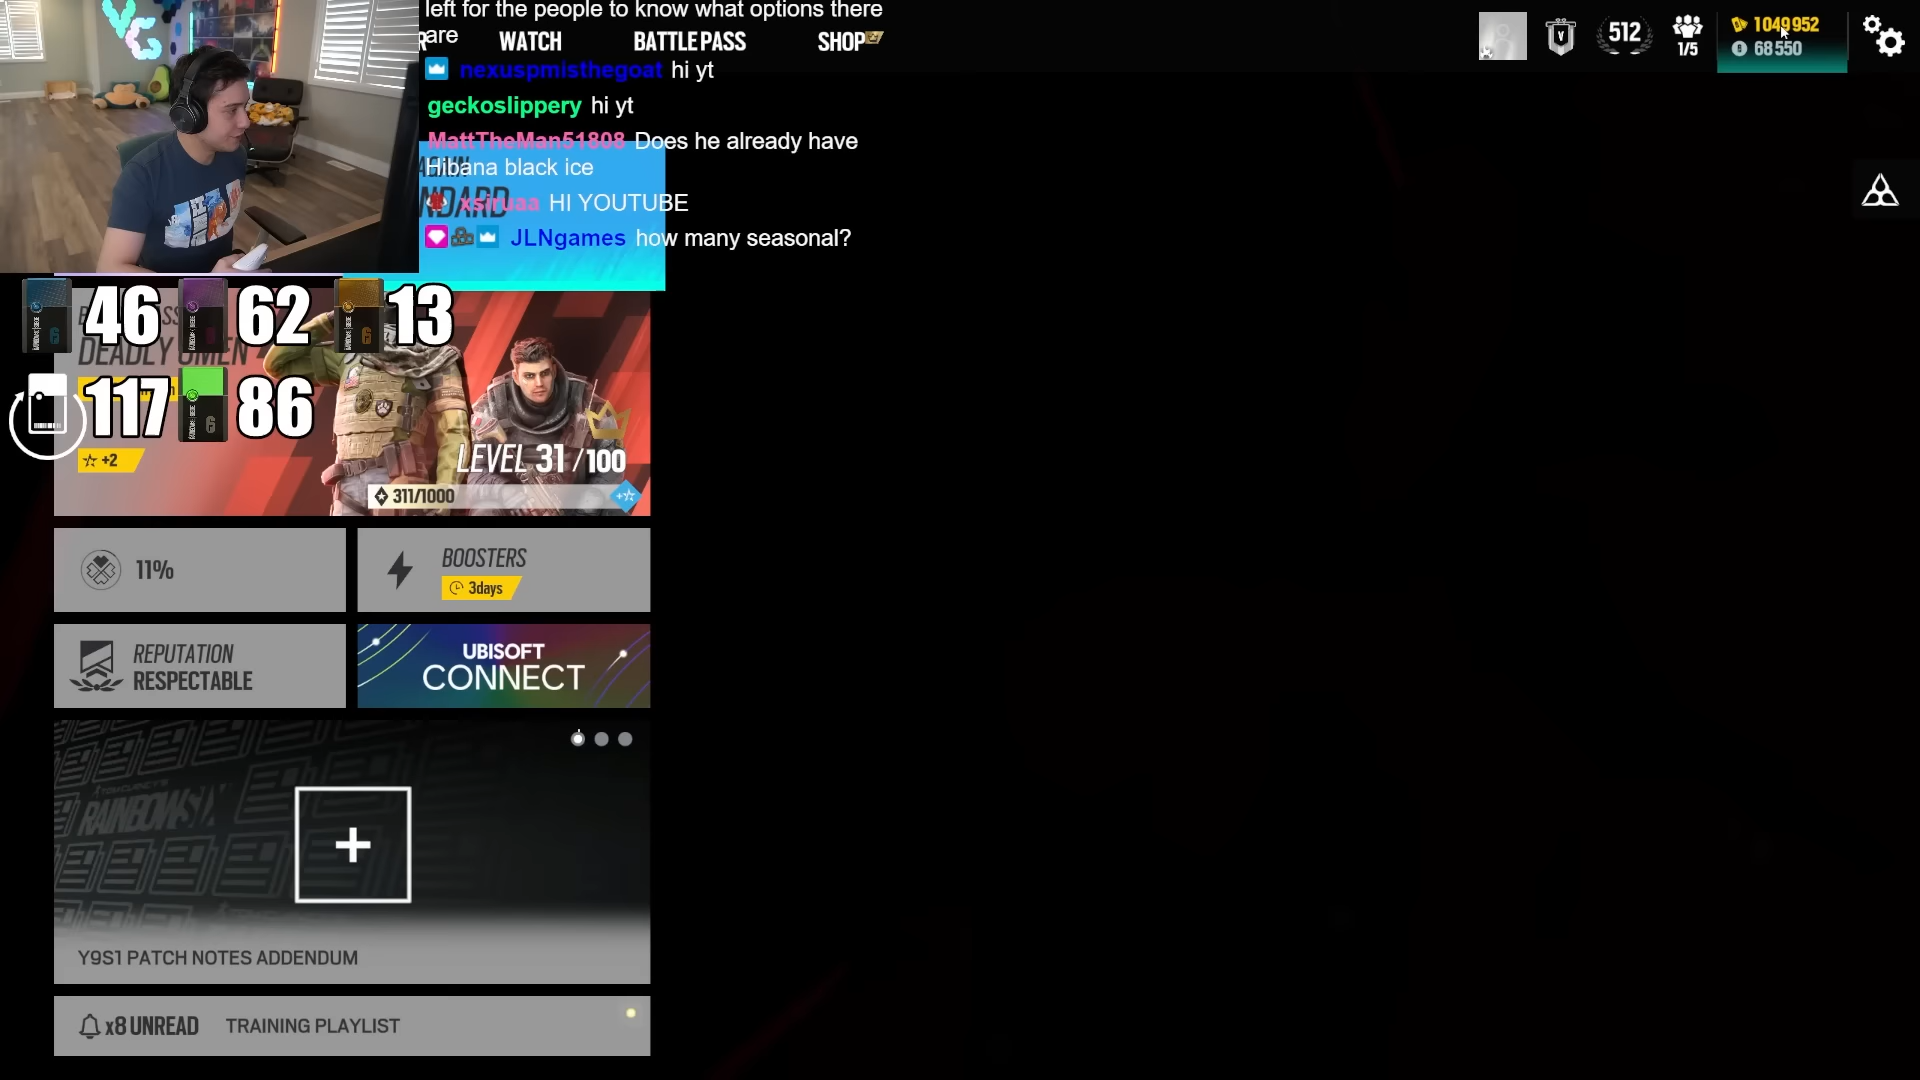 left for the people to know what options there
are
WATCH
BATTLE PASS
SHOP
512
1/5
1049952
68550
nexuspmisthegoat hi yt
geckoslippery hi yt
MattTheMan51808 Does he already have
Hibana black ice
xsiruaa HI YOUTUBE
JLNgames how many seasonal?
46
62
13
DEADLY OMEN
117
86
+2
LEVEL 31/100
311/1000
11%
BOOSTERS
3days
REPUTATION
RESPECTABLE
UBISOFT
CONNECT
Y9S1 PATCH NOTES ADDENDUM
x8 UNREAD
TRAINING PLAYLIST